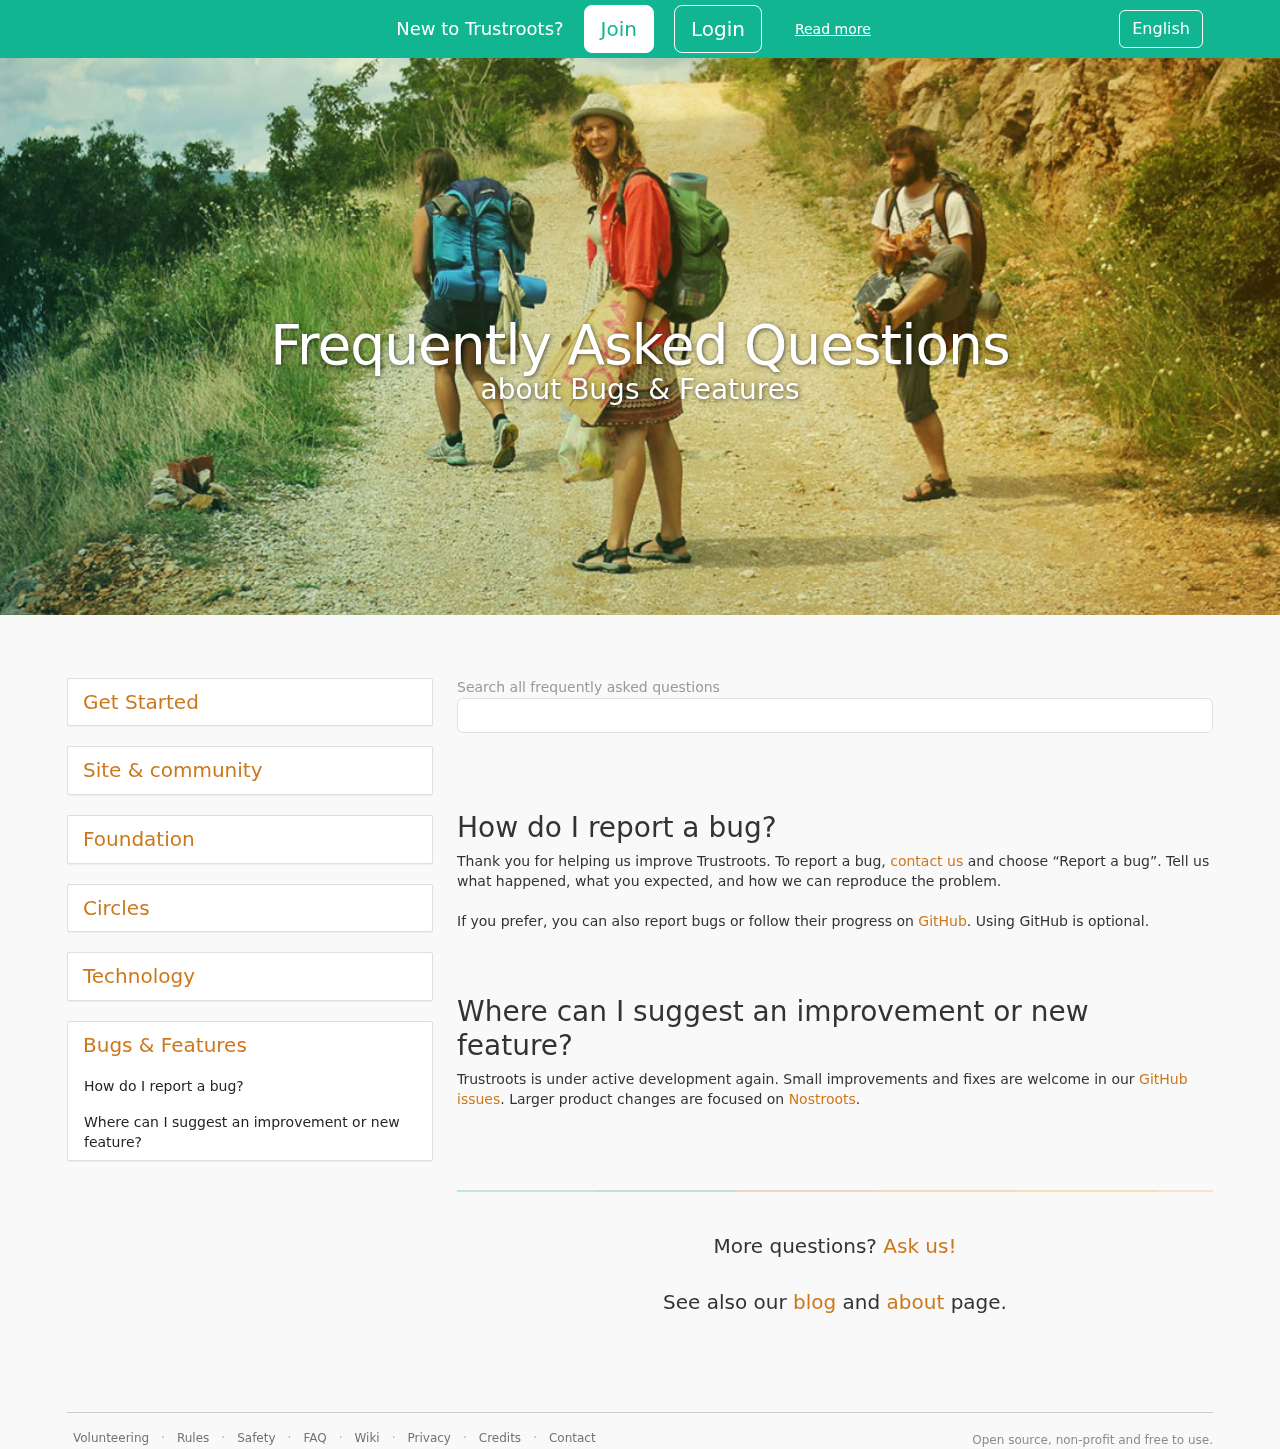 New to Trustroots?
Join
Login
Read more
English
Frequently Asked Questions
about Bugs & Features
Get Started
Site & community
Foundation
Circles
Technology
Bugs & Features
How do I report a bug?
Where can I suggest an improvement or new
feature?
Search all frequently asked questions
How do I report a bug?
Thank you for helping us improve Trustroots. To report a bug, contact us and choose “Report a bug”. Tell us
what happened, what you expected, and how we can reproduce the problem.
If you prefer, you can also report bugs or follow their progress on GitHub. Using GitHub is optional.
Where can I suggest an improvement or new
feature?
Trustroots is under active development again. Small improvements and fixes are welcome in our GitHub
issues. Larger product changes are focused on Nostroots.
More questions? Ask us!
See also our blog and about page.
Volunteering · Rules · Safety · FAQ · Wiki · Privacy · Credits · Contact
Open source, non-profit and free to use.